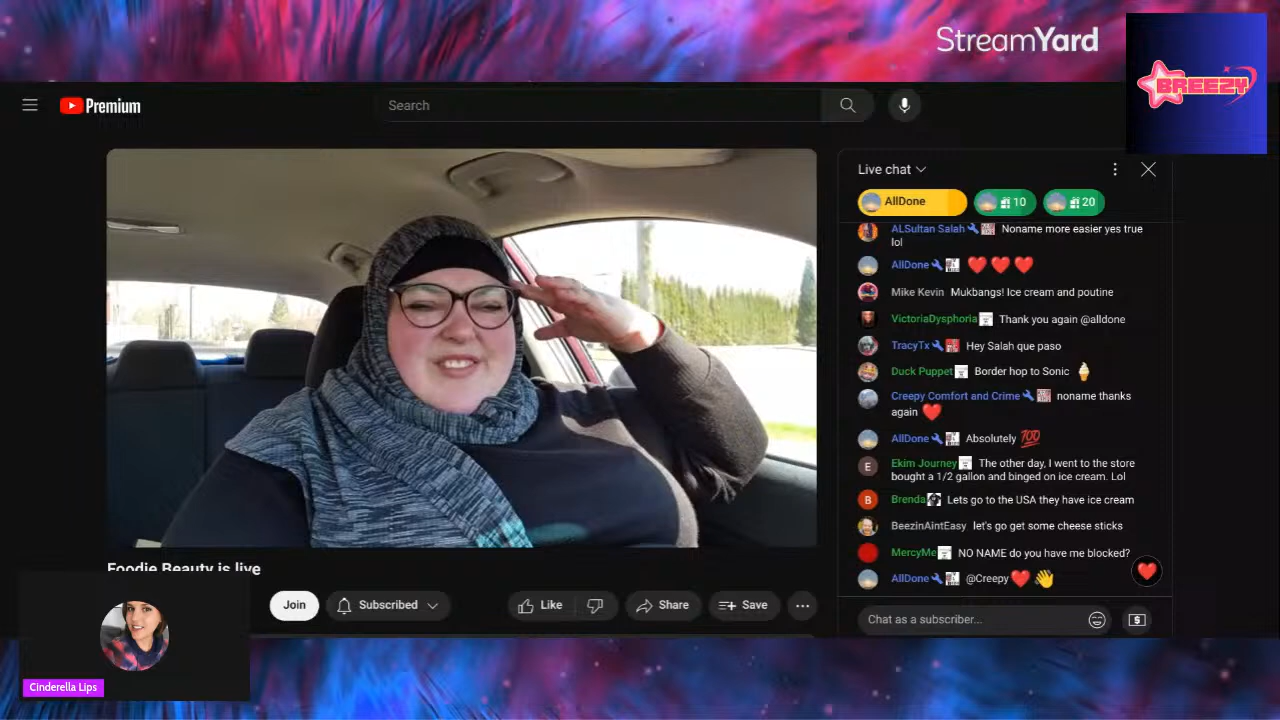 StreamYard
BREEZY
Premium
Search
Live chat
AllDone
10
20
ALSultan Salah Noname more easier yes true
lol
AllDone
Mike Kevin Mukbangs! Ice cream and poutine
VictoriaDysphoria Thank you again @alldone
TracyTx Hey Salah que paso
Duck Puppet Border hop to Sonic
Creepy Comfort and Crime noname thanks
again
AllDone Absolutely 💯
E
Ekim Journey The other day, I went to the store
bought a 1/2 gallon and binged on ice cream. Lol
B
Brenda Lets go to the USA they have ice cream
BeezinAintEasy let's go get some cheese sticks
MercyMe NO NAME do you have me blocked?
AllDone @Creepy
Foodie Beauty is live
Join
Subscribed
Like
Share
Save
Chat as a subscriber...
Cinderella Lips